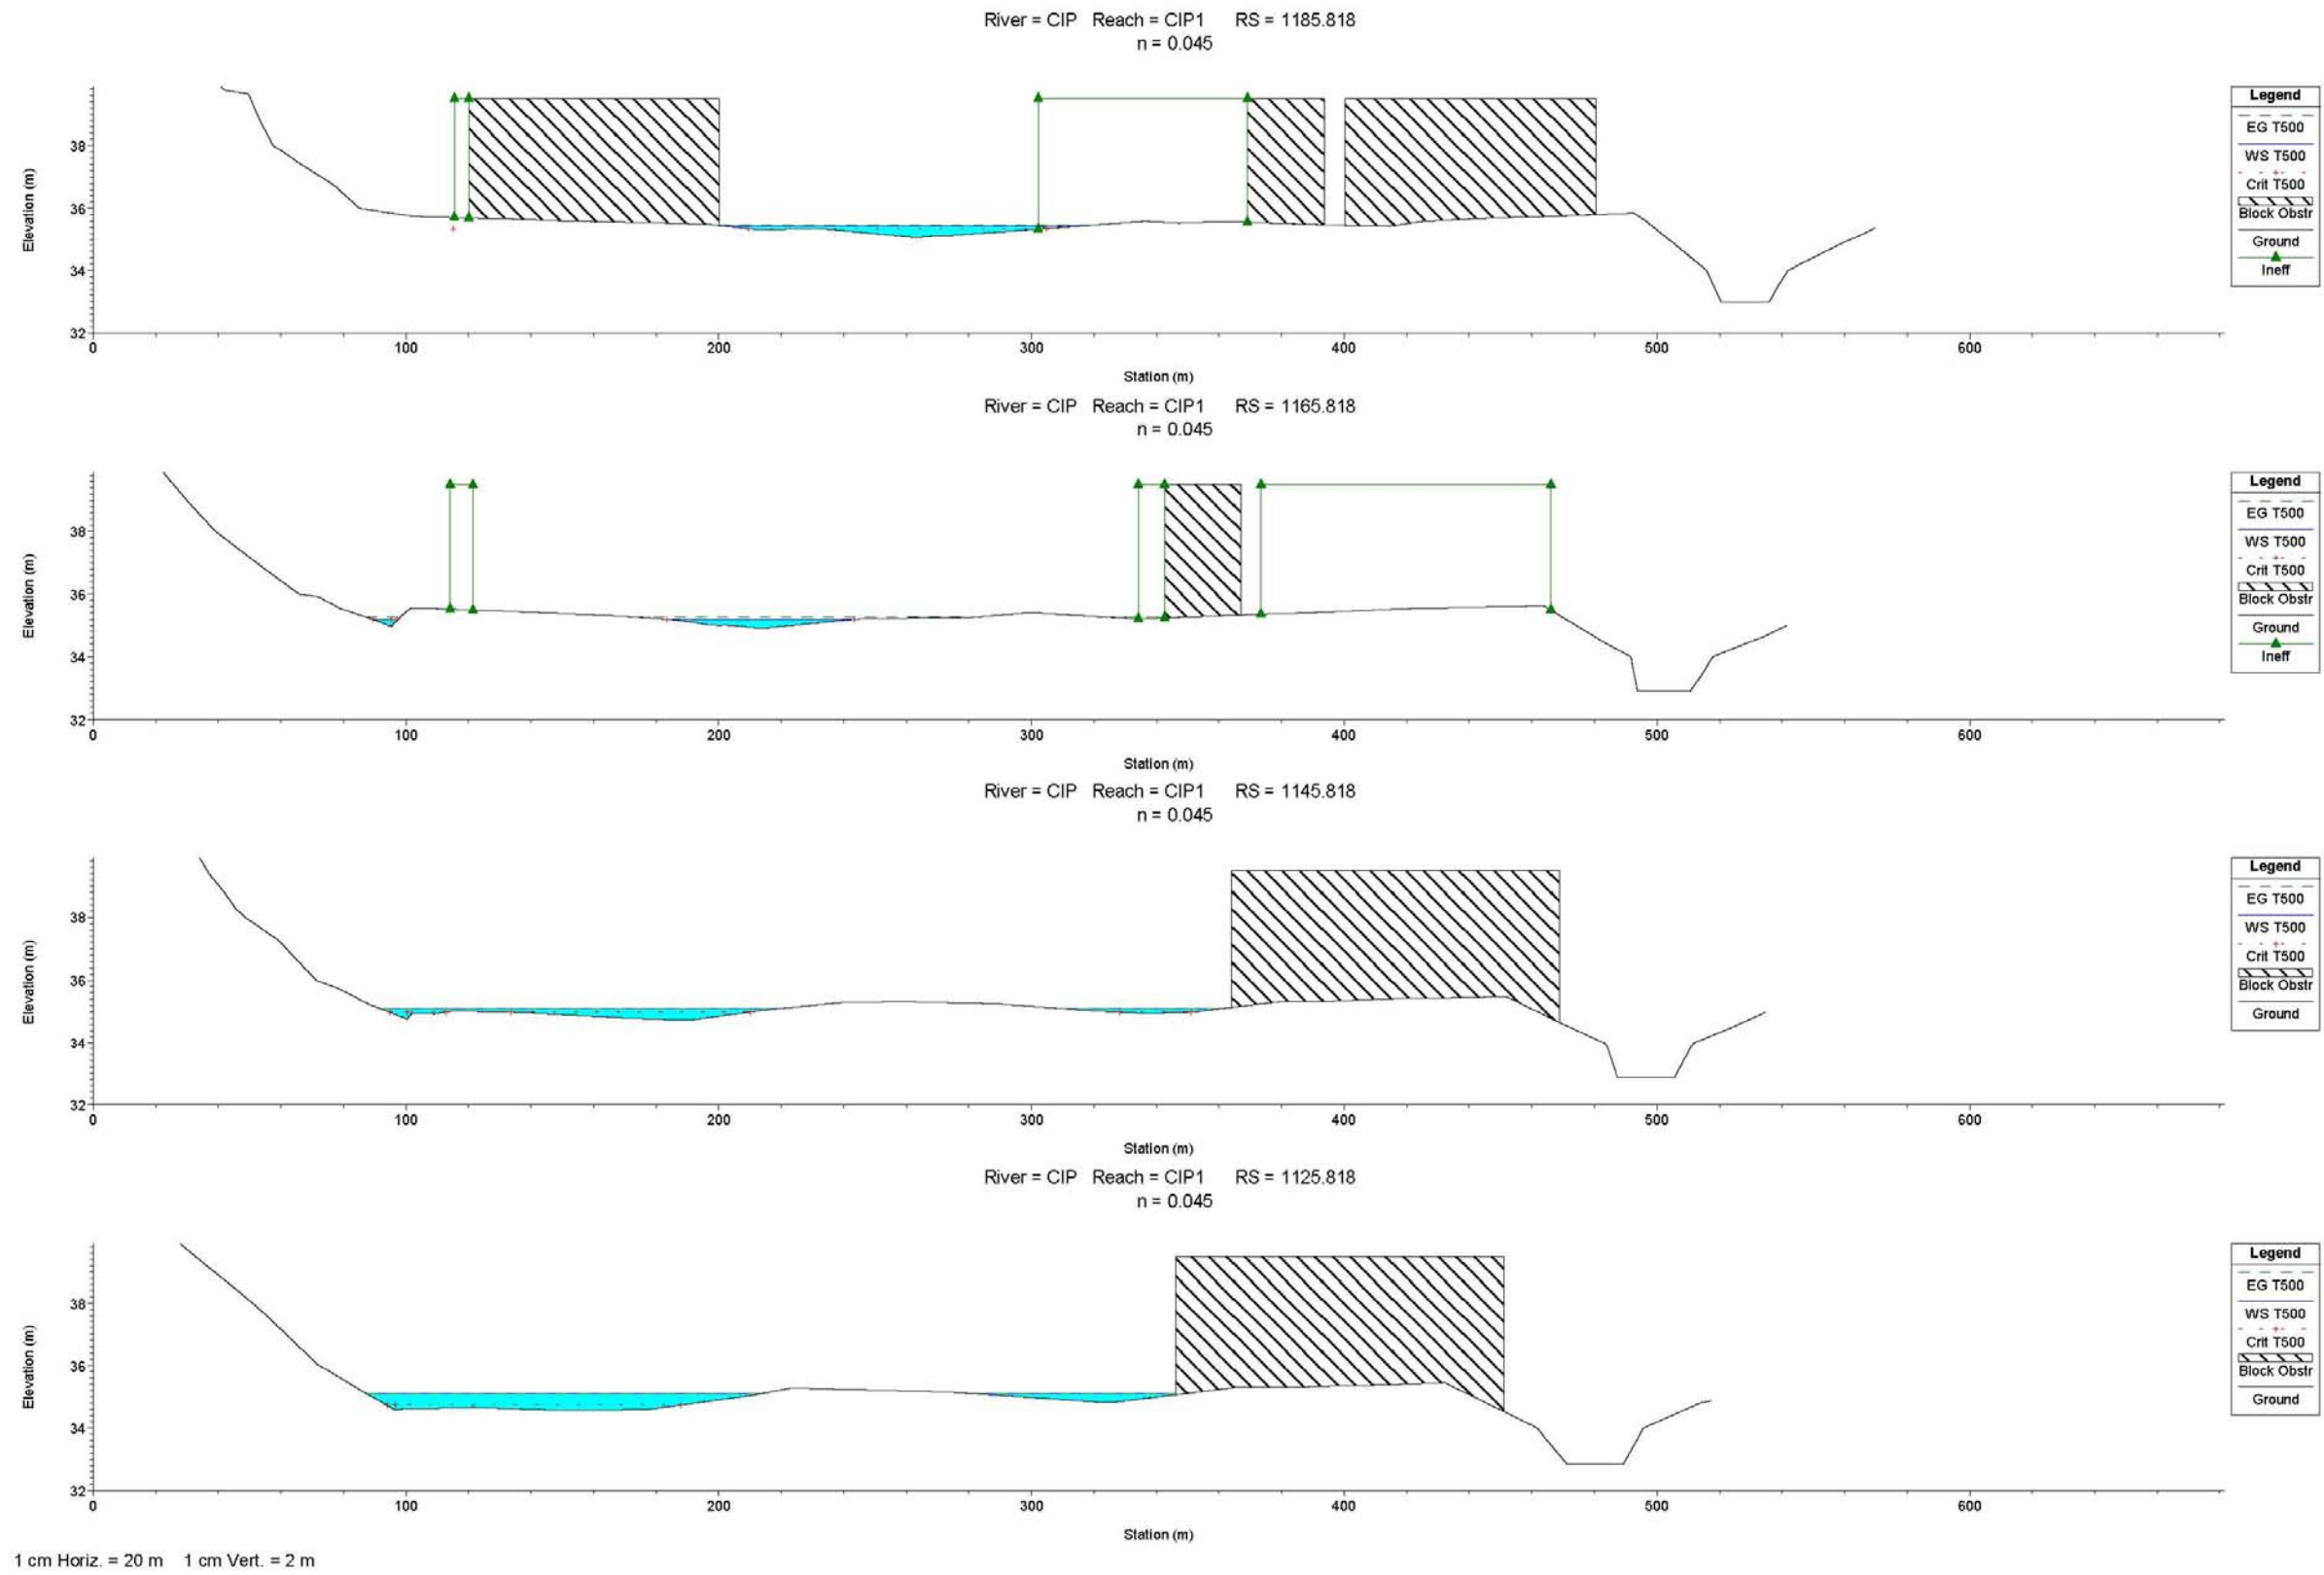 River = CIP   Reach = CIP1      RS = 1185.818
n = 0.045
Elevation (m)
38
36
34
32
0 100 200 300 400 500 600
Station (m)
Legend
EG T500
WS T500
Crit T500
Block Obstr
Ground
Ineff
River = CIP   Reach = CIP1      RS = 1165.818
n = 0.045
Elevation (m)
38
36
34
32
0 100 200 300 400 500 600
Station (m)
Legend
EG T500
WS T500
Crit T500
Block Obstr
Ground
Ineff
River = CIP   Reach = CIP1      RS = 1145.818
n = 0.045
Elevation (m)
38
36
34
32
0 100 200 300 400 500 600
Station (m)
Legend
EG T500
WS T500
Crit T500
Block Obstr
Ground
River = CIP   Reach = CIP1      RS = 1125.818
n = 0.045
Elevation (m)
38
36
34
32
0 100 200 300 400 500 600
Station (m)
Legend
EG T500
WS T500
Crit T500
Block Obstr
Ground
1 cm Horiz. = 20 m    1 cm Vert. = 2 m